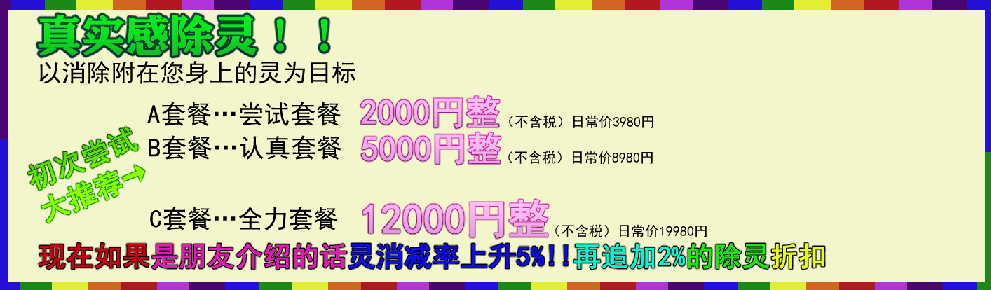 真实感除灵！！
以消除附在您身上的灵为目标
A套餐…尝试套餐 2000円整（不含税）日常价3980円
B套餐…认真套餐 5000円整（不含税）日常价8980円
初次尝试
大推荐→
C套餐…全力套餐 12000円整（不含税）日常价19980円
现在如果是朋友介绍的话灵消减率上升5%!!再追加2%的除灵折扣